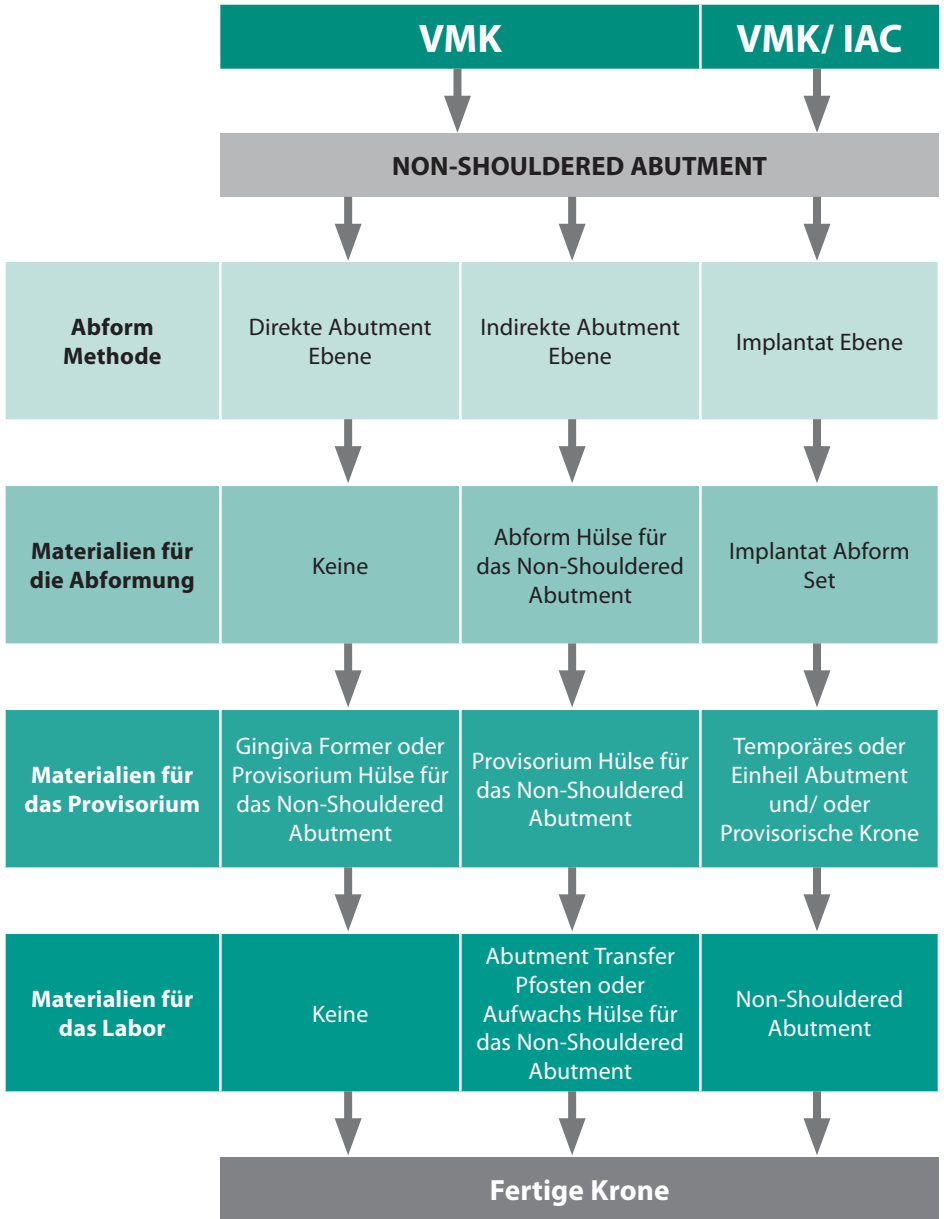 VMK
VMK/ IAC
NON-SHOULDERED ABUTMENT
Abform
Methode
Direkte Abutment
Ebene
Indirekte Abutment
Ebene
Implantat Ebene
Materialien für
die Abformung
Keine
Abform Hülse für
das Non-Shouldered
Abutment
Implantat Abform
Set
Materialien für
das Provisorium
Gingiva Former oder
Provisorium Hülse für
das Non-Shouldered
Abutment
Provisorium Hülse für
das Non-Shouldered
Abutment
Temporäres oder
Einheil Abutment
und/ oder
Provisorische Krone
Materialien für
das Labor
Keine
Abutment Transfer
Pfosten oder
Aufwachs Hülse für
das Non-Shouldered
Abutment
Non-Shouldered
Abutment
Fertige Krone